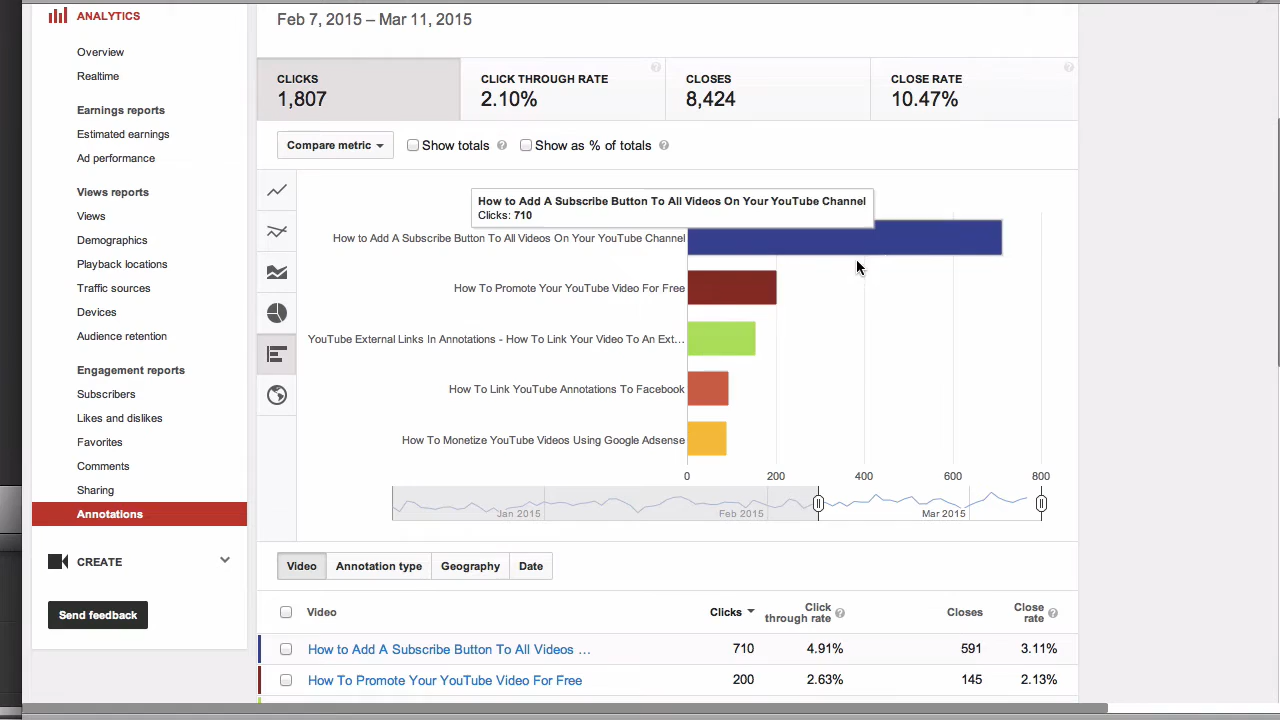 ANALYTICS
Overview
Realtime
Earnings reports
Estimated earnings
Ad performance
Views reports
Views
Demographics
Playback locations
Traffic sources
Devices
Audience retention
Engagement reports
Subscribers
Likes and dislikes
Favorites
Comments
Sharing
Annotations
CREATE
Send feedback
Feb 7, 2015 – Mar 11, 2015
CLICKS
1,807
CLICK THROUGH RATE ?
2.10%
CLOSES
8,424
CLOSE RATE ?
10.47%
Compare metric
Show totals ?
Show as % of totals ?
How to Add A Subscribe Button To All Videos On Your YouTube Channel
Clicks: 710
How to Add A Subscribe Button To All Videos On Your YouTube Channel
How To Promote Your YouTube Video For Free
YouTube External Links In Annotations - How To Link Your Video To An Ext...
How To Link YouTube Annotations To Facebook
How To Monetize YouTube Videos Using Google Adsense
0 200 400 600 800
Jan 2015 Feb 2015 Mar 2015
Video Annotation type Geography Date
Video Clicks Click through rate ? Closes Close rate ?
How to Add A Subscribe Button To All Videos ... 710 4.91% 591 3.11%
How To Promote Your YouTube Video For Free 200 2.63% 145 2.13%